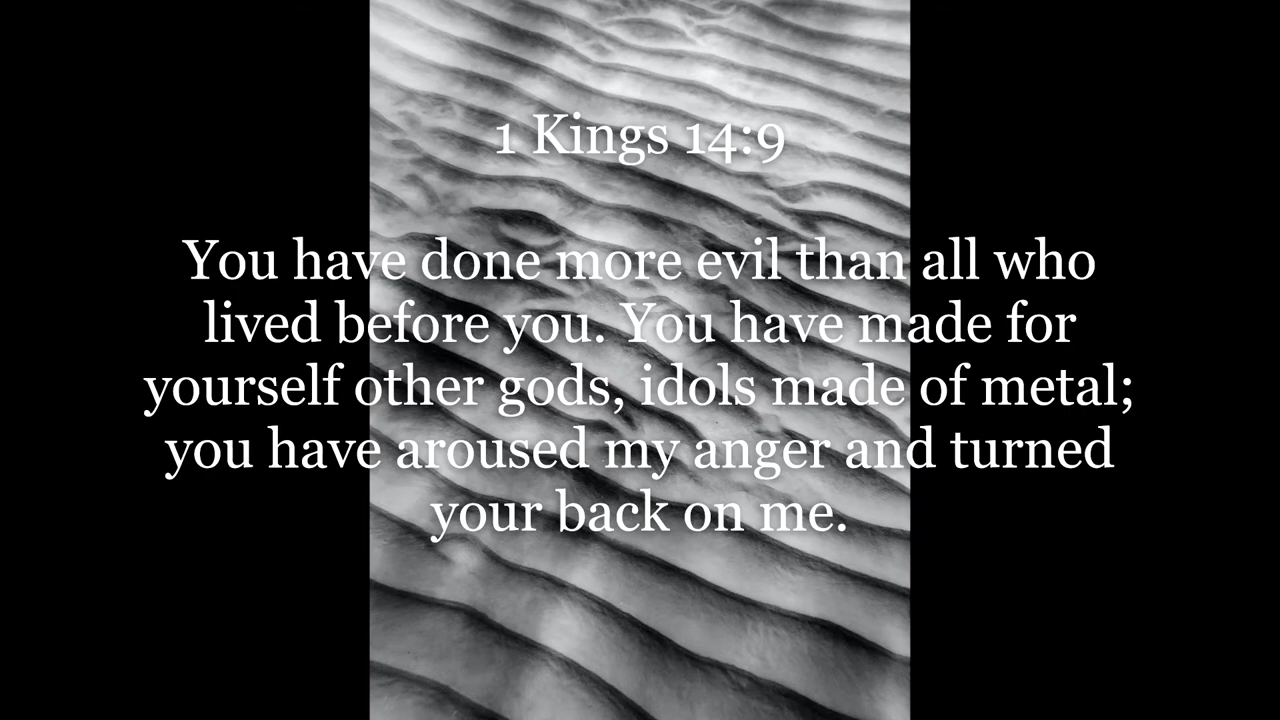 1 Kings 14:9
You have done more evil than all who
lived before you. You have made for
yourself other gods, idols made of metal;
you have aroused my anger and turned
your back on me.